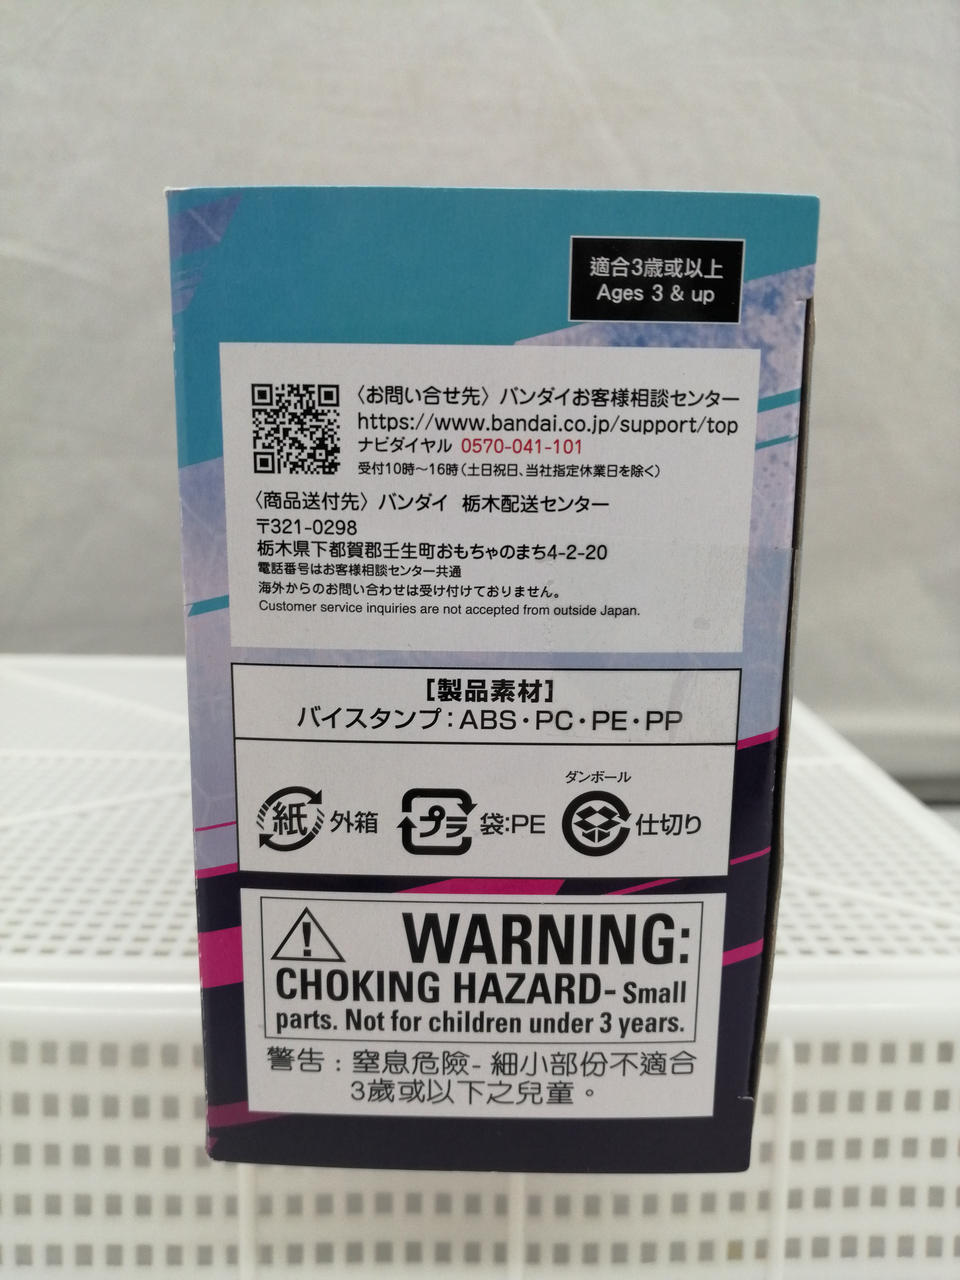 適合3歳或以上
Ages 3 & up
〈お問い合せ先〉バンダイお客様相談センター
https://www.bandai.co.jp/support/top
ナビダイヤル 0570-041-101
受付10時～16時（土日祝日、当社指定休業日を除く）
〈商品送付先〉バンダイ 栃木配送センター
〒321-0298
栃木県下都賀郡壬生町おもちゃのまち4-2-20
電話番号はお客様相談センター共通
海外からのお問い合わせは受け付けておりません。
Customer service inquiries are not accepted from outside Japan.
［製品素材］
バイスタンプ：ABS・PC・PE・PP
ダンボール
紙 外箱 プラ 袋:PE 仕切り
WARNING:
CHOKING HAZARD- Small
parts. Not for children under 3 years.
警告：窒息危險- 細小部份不適合
3歲或以下之兒童。